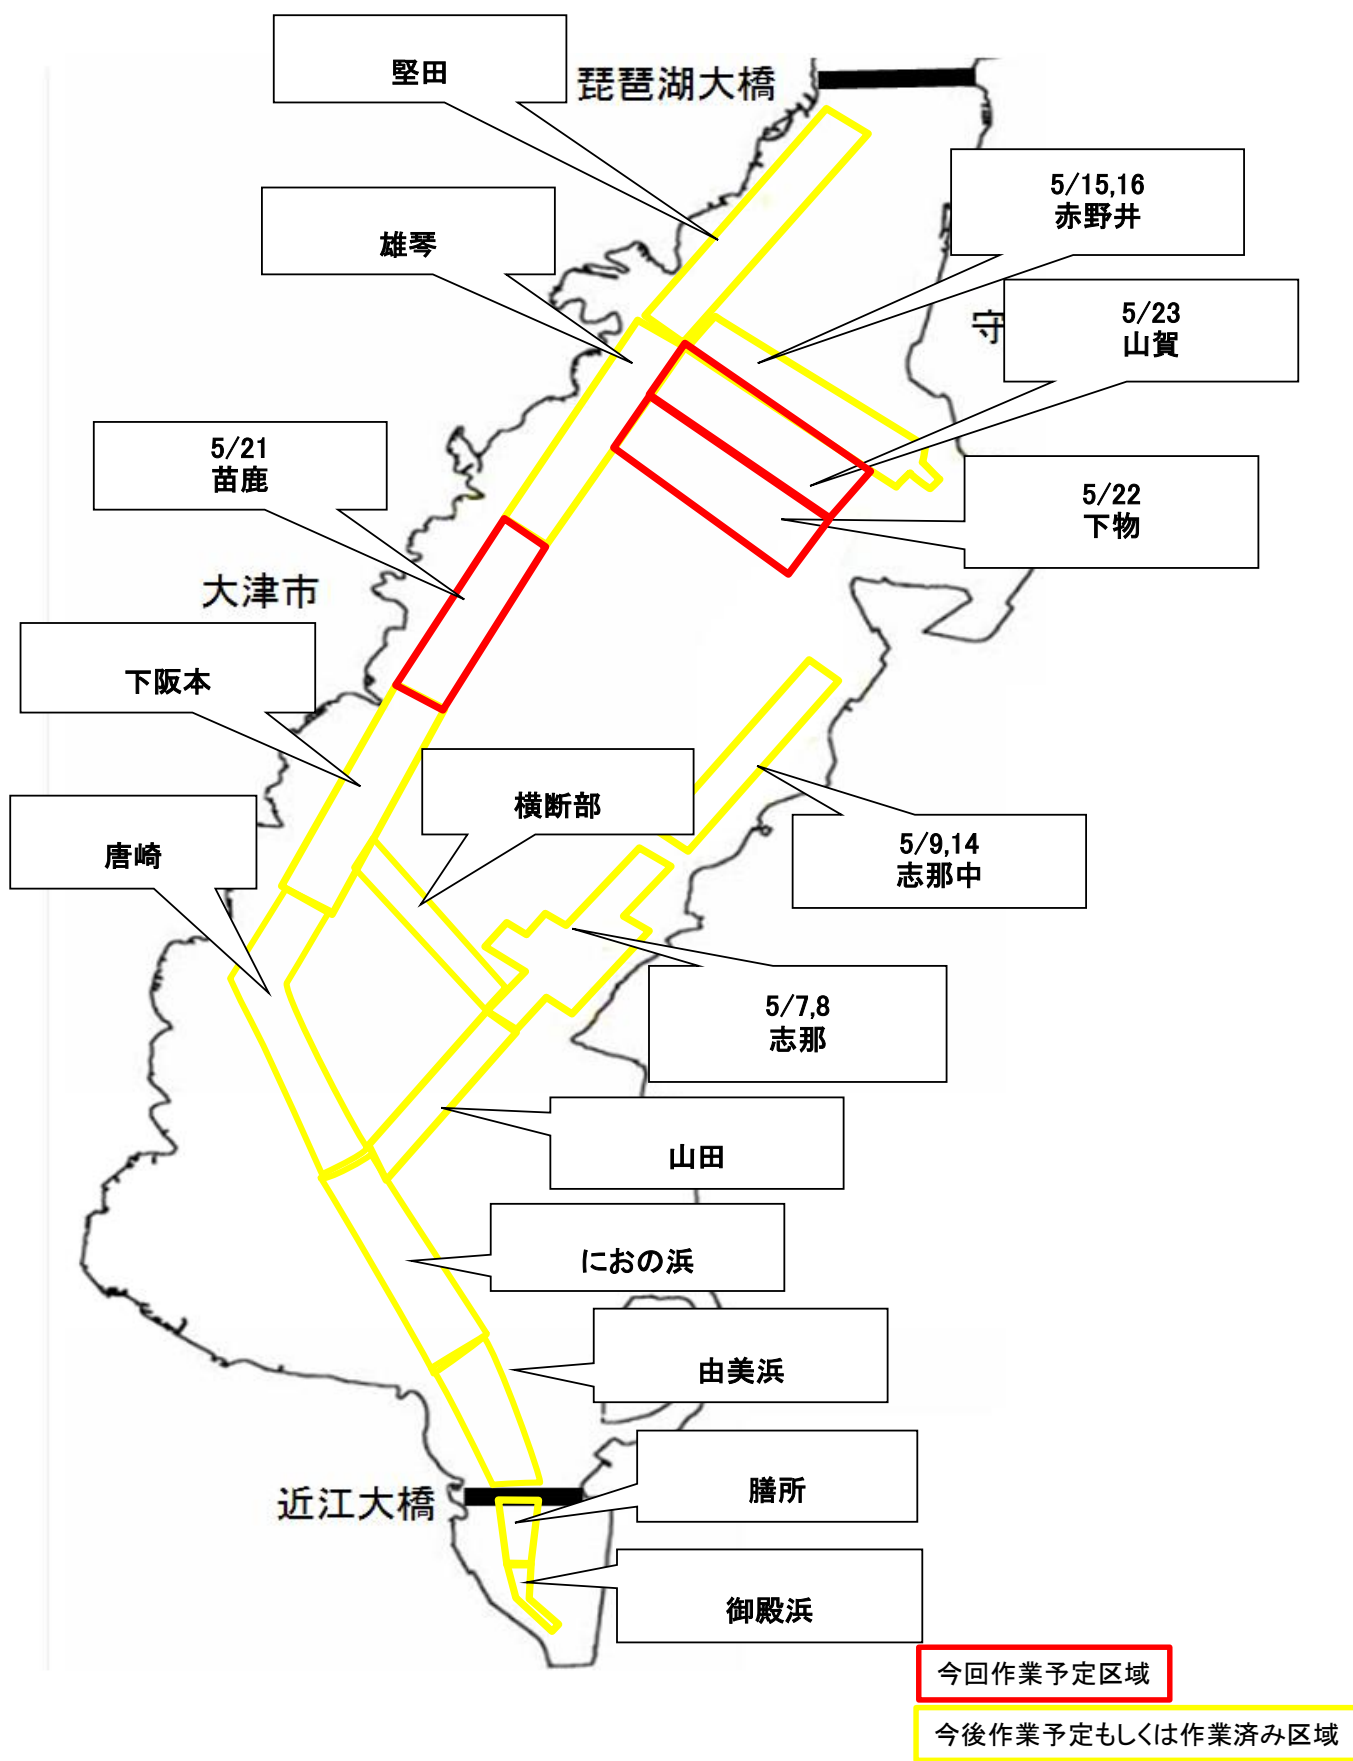 堅田
琵琶湖大橋
5/15,16
赤野井
雄琴
5/23
山賀
守
5/21
苗鹿
5/22
下物
大津市
下阪本
横断部
唐崎
5/9,14
志那中
5/7,8
志那
山田
におの浜
由美浜
膳所
近江大橋
御殿浜
今回作業予定区域
今後作業予定もしくは作業済み区域